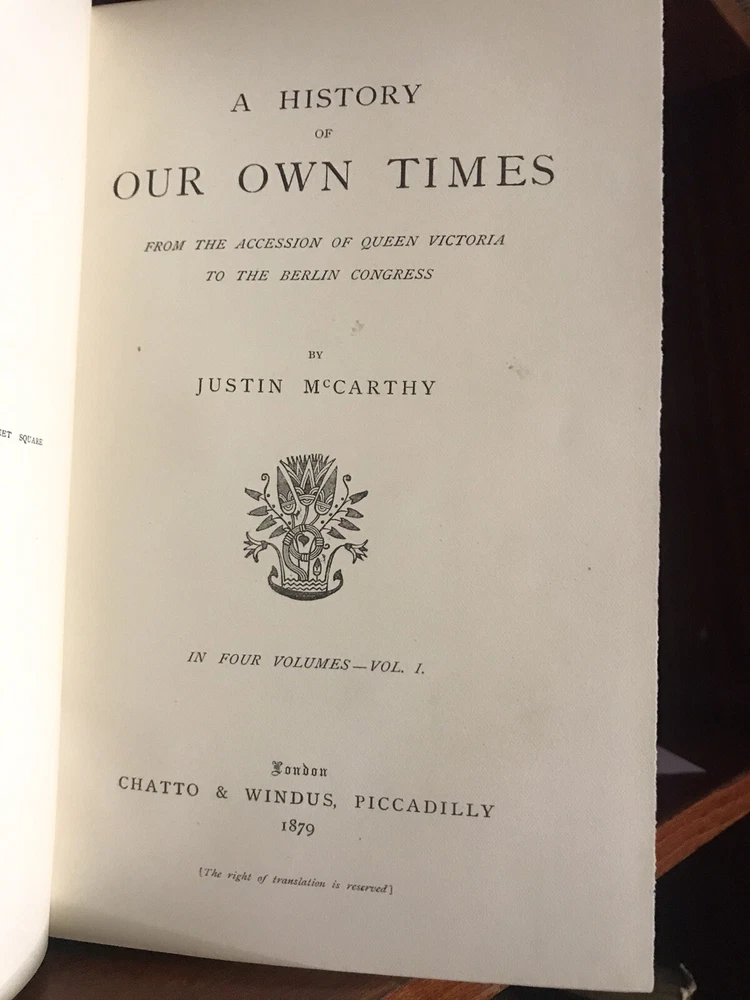 A HISTORY
OF
OUR OWN TIMES
FROM THE ACCESSION OF QUEEN VICTORIA
TO THE BERLIN CONGRESS
BY
JUSTIN McCARTHY
IN FOUR VOLUMES—VOL. I.
London
CHATTO & WINDUS, PICCADILLY
1879
[The right of translation is reserved]
SQUARE